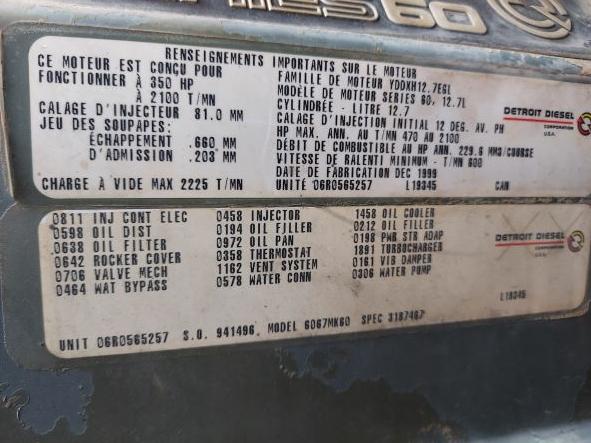 60
RENSEIGNEMENTS IMPORTANTS SUR LE MOTEUR
CE MOTEUR EST CONÇU POUR
FONCTIONNER À 350 HP
À 2100 T/MN
CALAGE D'INJECTEUR 81.0 MM
JEU DES SOUPAPES:
ÉCHAPPEMENT .660 MM
D'ADMISSION .203 MM
CHARGE À VIDE MAX 2225 T/MN
FAMILLE DE MOTEUR YDDXH12.7EGL
MODÈLE DE MOTEUR SERIES 60, 12.7L
CYLINDRÉE - LITRE 12.7
CALAGE D'INJECTION INITIAL 12 DEG. AV. PH
HP MAX. ANN. AU T/MN 470 AU 2100
DÉBIT DE COMBUSTIBLE AU HP ANN. 229.6 MM3/COURSE
VITESSE DE RALENTI MINIMUM - T/MN 600
DATE DE FABRICATION DEC 1999
UNITÉ 06R0565257 L19345 CAN
DETROIT DIESEL
CORPORATION
U.S.A.
0811 INJ CONT ELEC
0598 OIL DIST
0638 OIL FILTER
0642 ROCKER COVER
0706 VALVE MECH
0464 WAT BYPASS
0458 INJECTOR
0194 OIL FILLER
0972 OIL PAN
0358 THERMOSTAT
1162 VENT SYSTEM
0578 WATER CONN
1458 OIL COOLER
0212 OIL FILLER
0198 PWR STR ADAP
1891 TURBOCHARGER
0161 VIB DAMPER
0306 WATER PUMP
DETROIT DIESEL
CORPORATION
U.S.A.
L19345
UNIT 06R0565257 S.O. 941496, MODEL 6067MK60 SPEC 3187467